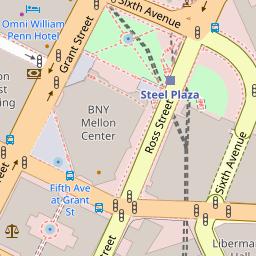 Sixth Avenue
Omni William
Penn Hotel
Grant Street
Steel Plaza
BNY
Mellon
Center
Ross Street
Sixth Avenue
Fifth Ave
at Grant
St
Street
Hall